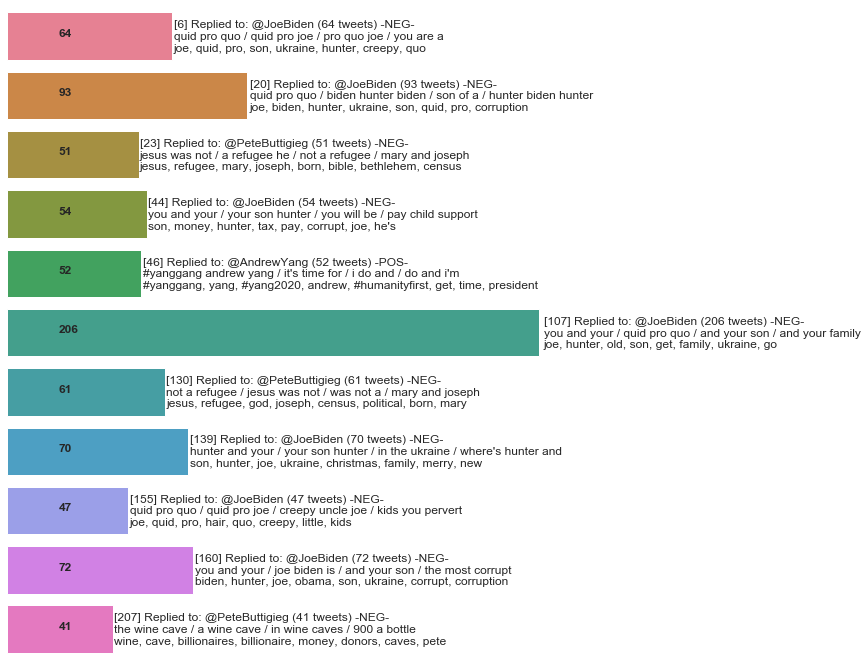 64
[6] Replied to: @JoeBiden (64 tweets) -NEG-
quid pro quo / quid pro joe / pro quo joe / you are a
joe, quid, pro, son, ukraine, hunter, creepy, quo
93
[20] Replied to: @JoeBiden (93 tweets) -NEG-
quid pro quo / biden hunter biden / son of a / hunter biden hunter
joe, biden, hunter, ukraine, son, quid, pro, corruption
51
[23] Replied to: @PeteButtigieg (51 tweets) -NEG-
jesus was not / a refugee he / not a refugee / mary and joseph
jesus, refugee, mary, joseph, born, bible, bethlehem, census
54
[44] Replied to: @JoeBiden (54 tweets) -NEG-
you and your / your son hunter / you will be / pay child support
son, money, hunter, tax, pay, corrupt, joe, he's
52
[46] Replied to: @AndrewYang (52 tweets) -POS-
#yanggang andrew yang / it's time for / i do and / do and i'm
#yanggang, yang, #yang2020, andrew, #humanityfirst, get, time, president
206
[107] Replied to: @JoeBiden (206 tweets) -NEG-
you and your / quid pro quo / and your son / and your family
joe, hunter, old, son, get, family, ukraine, go
61
[130] Replied to: @PeteButtigieg (61 tweets) -NEG-
not a refugee / jesus was not / was not a / mary and joseph
jesus, refugee, god, joseph, census, political, born, mary
70
[139] Replied to: @JoeBiden (70 tweets) -NEG-
hunter and your / your son hunter / in the ukraine / where's hunter and
son, hunter, joe, ukraine, christmas, family, merry, new
47
[155] Replied to: @JoeBiden (47 tweets) -NEG-
quid pro quo / quid pro joe / creepy uncle joe / kids you pervert
joe, quid, pro, hair, quo, creepy, little, kids
72
[160] Replied to: @JoeBiden (72 tweets) -NEG-
you and your / joe biden is / and your son / the most corrupt
biden, hunter, joe, obama, son, ukraine, corrupt, corruption
41
[207] Replied to: @PeteButtigieg (41 tweets) -NEG-
the wine cave / a wine cave / in wine caves / 900 a bottle
wine, cave, billionaires, billionaire, money, donors, caves, pete